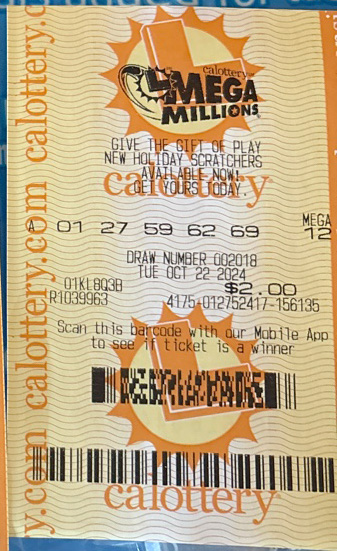 calottery
MEGA
MILLIONS
GIVE THE GIFT OF PLAY
NEW HOLIDAY SCRATCHERS
AVAILABLE NOW!
GET YOURS TODAY.
calottery
A 01 27 59 62 69 MEGA 12
DRAW NUMBER 002018
TUE OCT 22 2024
01KL8Q3B $2.00
R1039963 4175-012752417-156135
Scan this barcode with our Mobile App
to see if ticket is a winner
calottery
y.com calottery.com calottery.c